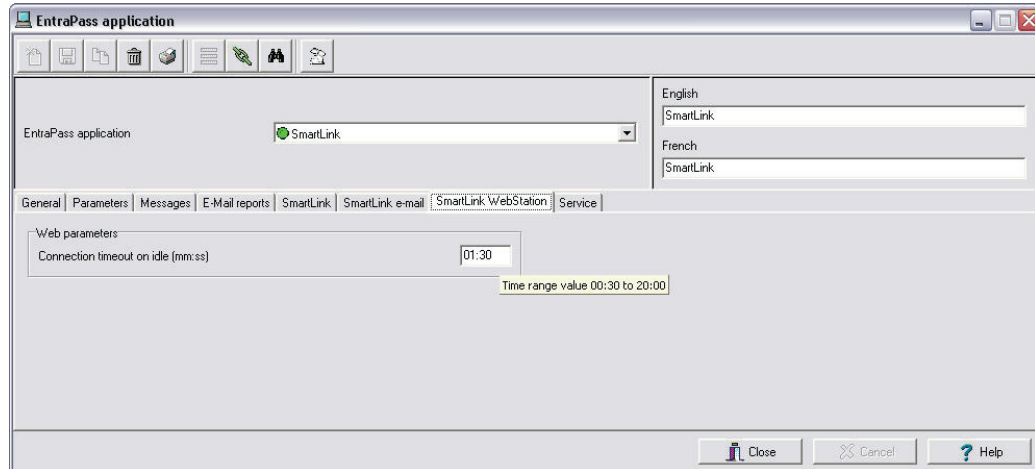 EntraPass application
English
SmartLink
EntraPass application
SmartLink
French
SmartLink
General Parameters Messages E-Mail reports SmartLink SmartLink e-mail SmartLink WebStation Service
Web parameters
Connection timeout on idle (mm:ss) 01:30
Time range value 00:30 to 20:00
Close Cancel Help